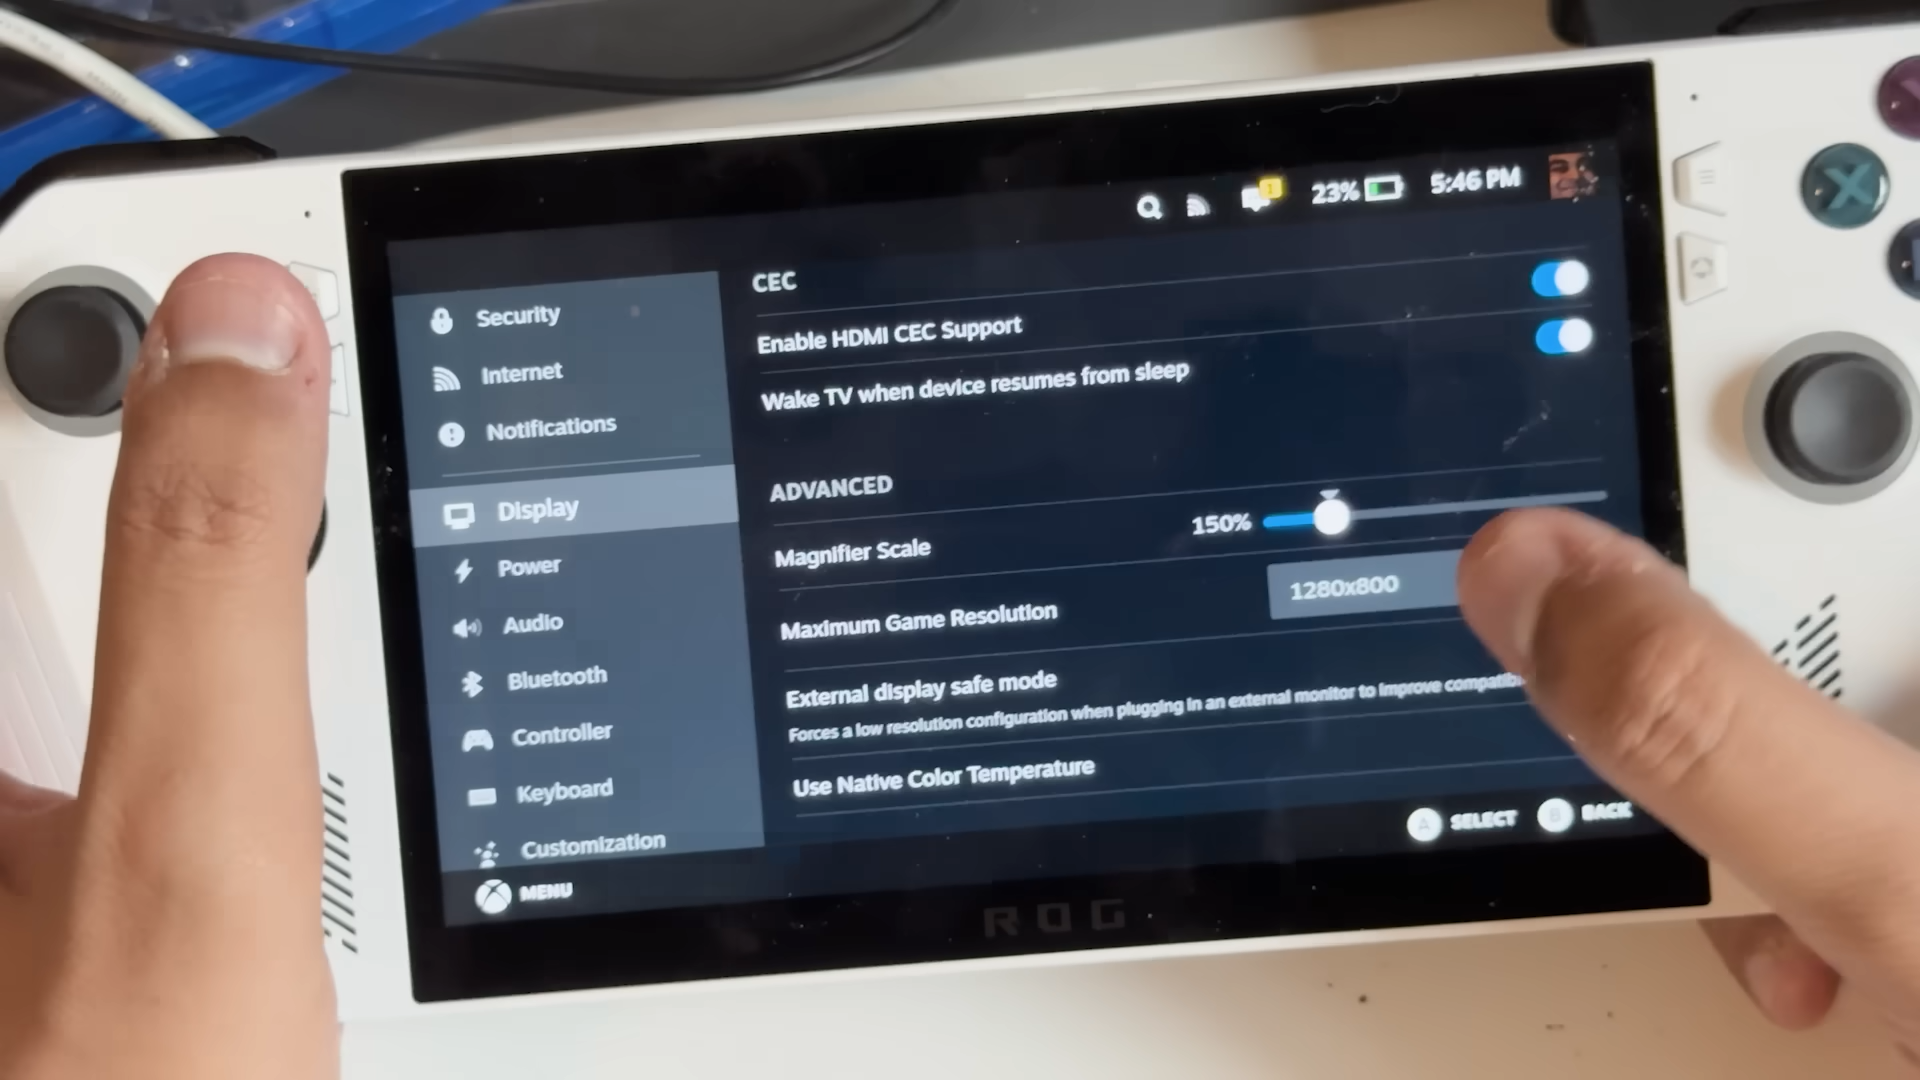 1
23%
5:46 PM
Security
Internet
Notifications
Display
Power
Audio
Bluetooth
Controller
Keyboard
Customization
CEC
Enable HDMI CEC Support
Wake TV when device resumes from sleep
ADVANCED
Magnifier Scale
150%
Maximum Game Resolution
1280x800
External display safe mode
Forces a low resolution configuration when plugging in an external monitor to improve
Use Native Color Temperature
MENU
A SELECT
B BACK
ROG
X